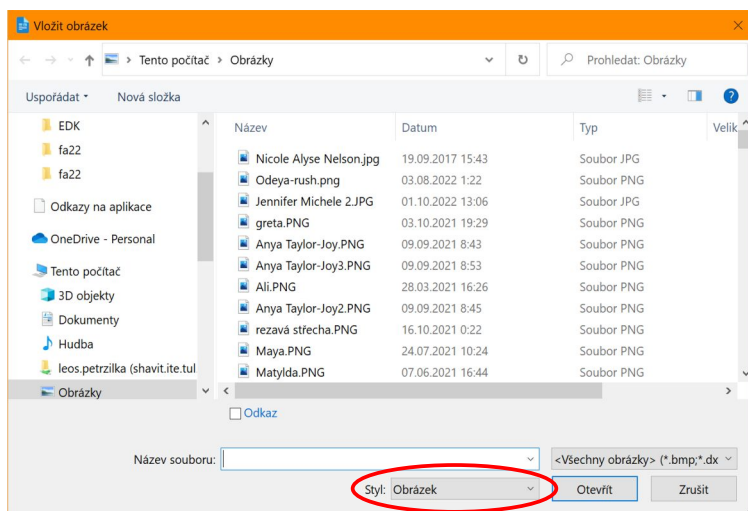 Vložit obrázek
Tento počítač › Obrázky
Prohledat: Obrázky
Uspořádat
Nová složka
EDK
fa22
fa22
Odkazy na aplikace
OneDrive - Personal
Tento počítač
3D objekty
Dokumenty
Hudba
leos.petrzilka (shavit.ite.tul
Obrázky
Název Datum Typ Velik
Nicole Alyse Nelson.jpg 19.09.2017 15:43 Soubor JPG
Odeya-rush.png 03.08.2022 1:22 Soubor PNG
Jennifer Michele 2.JPG 01.10.2022 13:06 Soubor JPG
greta.PNG 03.10.2021 19:29 Soubor PNG
Anya Taylor-Joy.PNG 09.09.2021 8:43 Soubor PNG
Anya Taylor-Joy3.PNG 09.09.2021 8:53 Soubor PNG
Ali.PNG 28.03.2021 16:26 Soubor PNG
Anya Taylor-Joy2.PNG 09.09.2021 8:45 Soubor PNG
rezavá střecha.PNG 16.10.2021 0:22 Soubor PNG
Maya.PNG 24.07.2021 10:24 Soubor PNG
Matylda.PNG 07.06.2021 16:44 Soubor PNG
Odkaz
Název souboru:
<Všechny obrázky> (*.bmp;*.dx
Styl: Obrázek
Otevřít
Zrušit